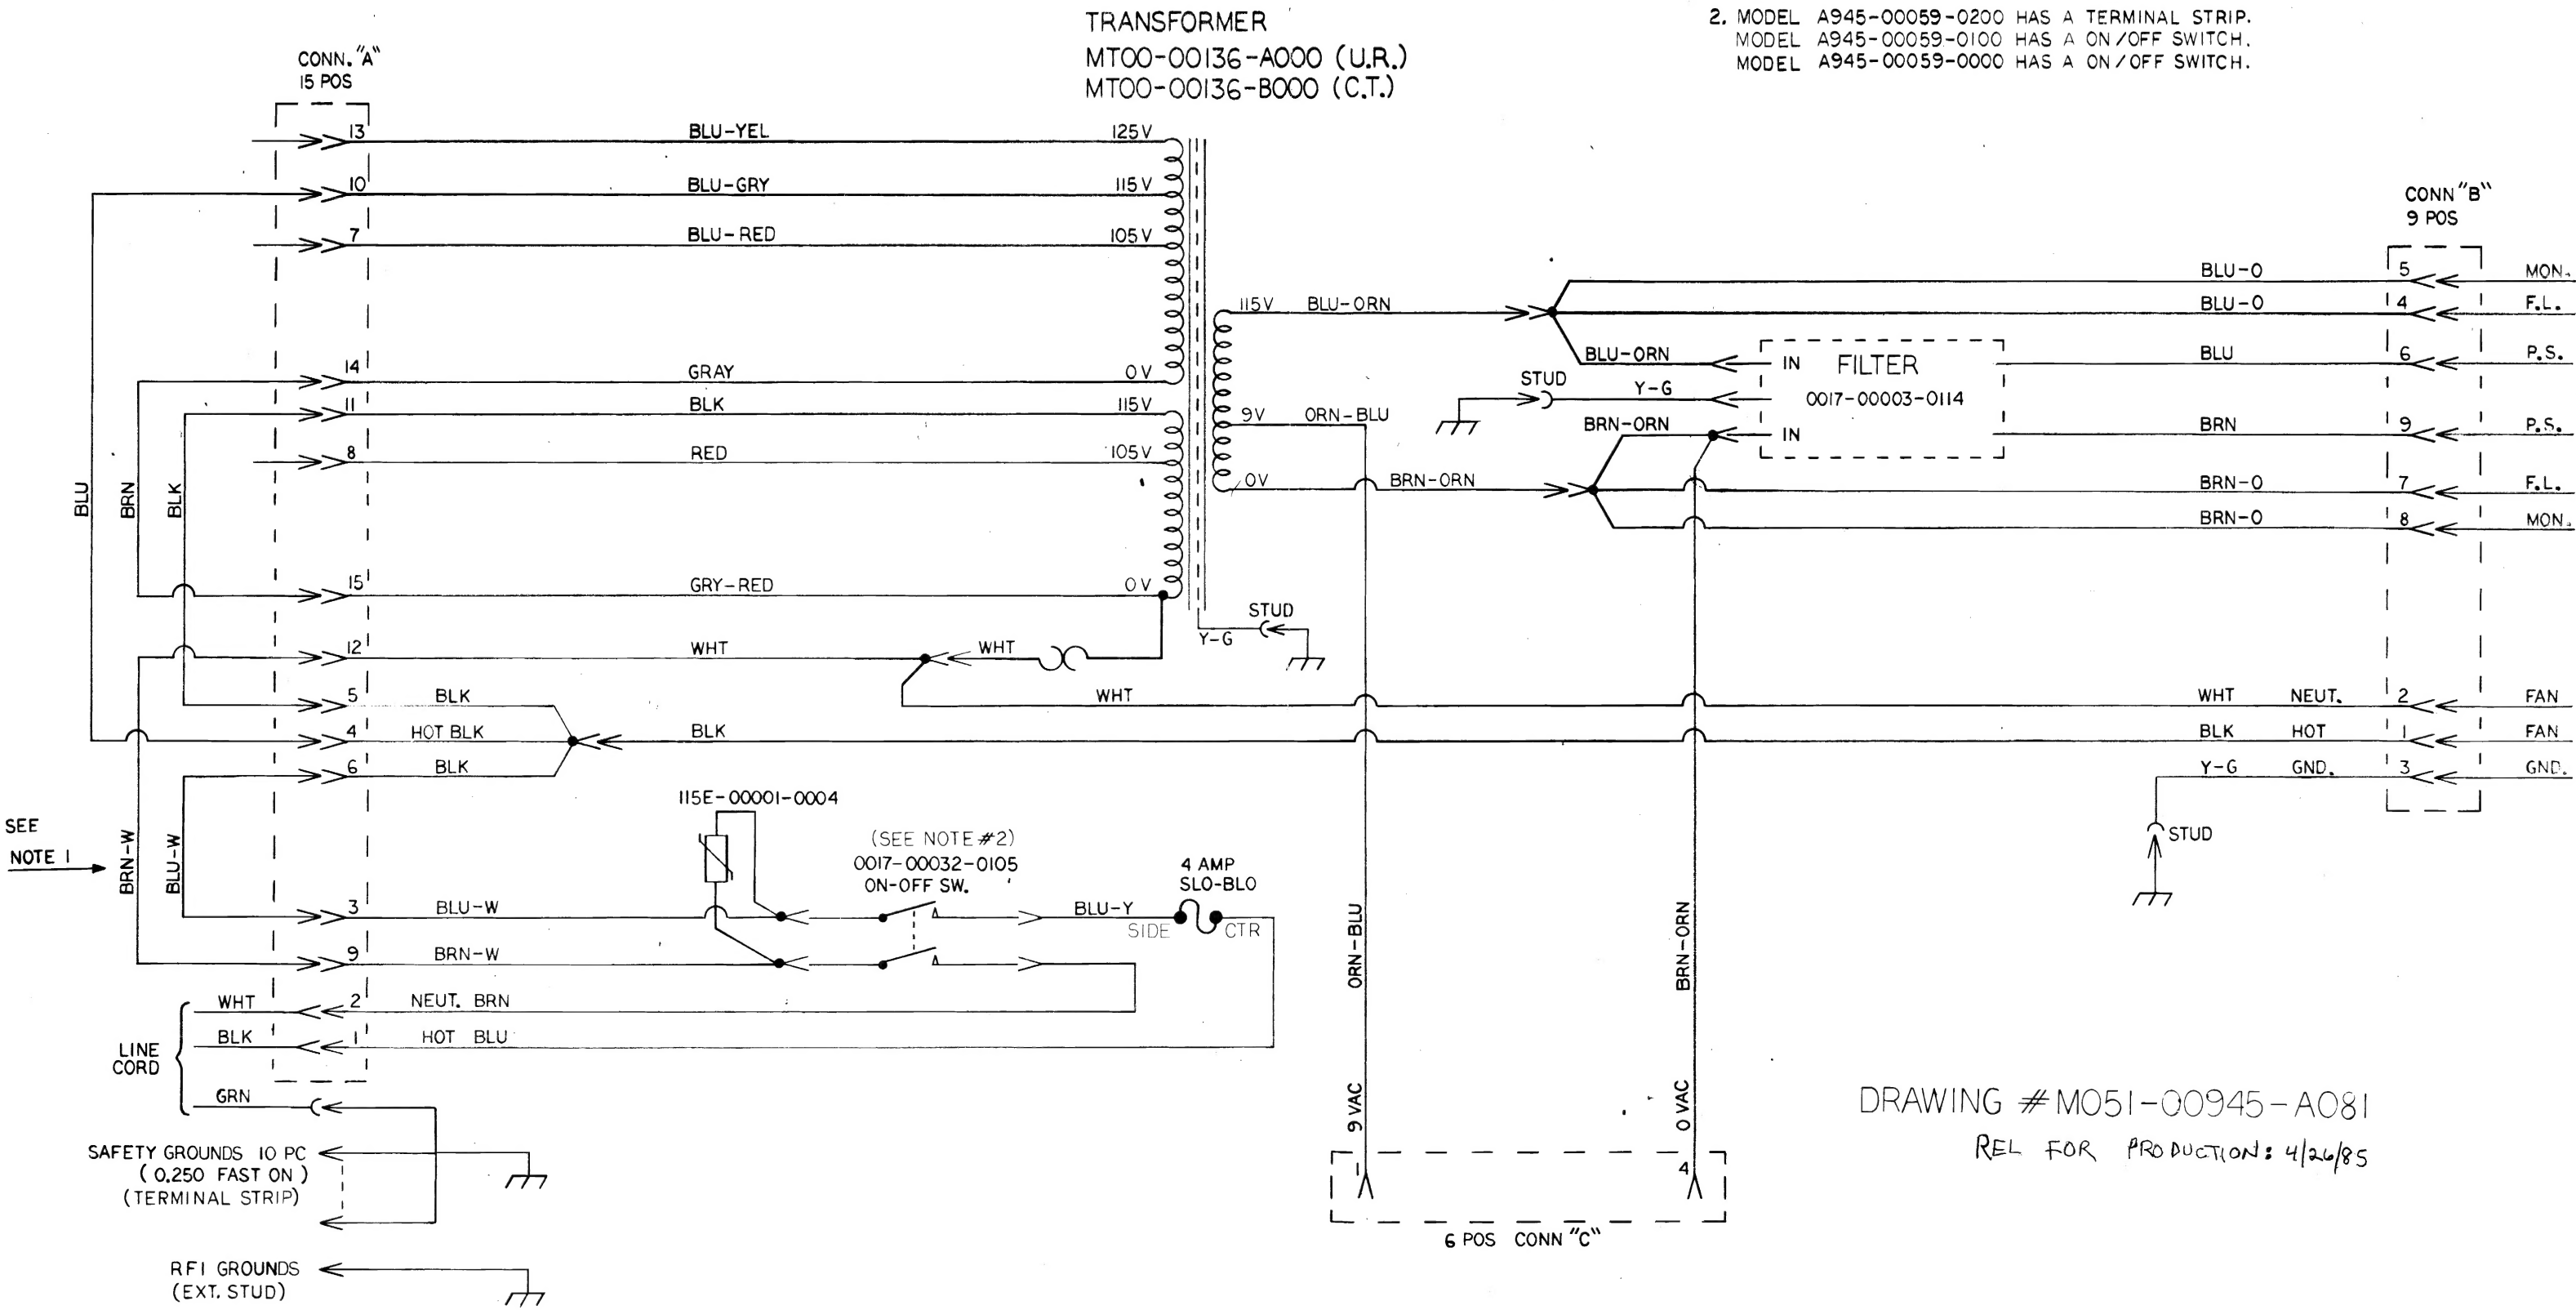 TRANSFORMER
MT00-00136-A000 (U.R.)
MT00-00136-B000 (C.T.)
2. MODEL A945-00059-0200 HAS A TERMINAL STRIP.
MODEL A945-00059-0100 HAS A ON/OFF SWITCH.
MODEL A945-00059-0000 HAS A ON/OFF SWITCH.
CONN. "A"
15 POS
13 BLU-YEL 125V
10 BLU-GRY 115V
7 BLU-RED 105V
14 GRAY 0V
11 BLK 115V
8 RED 105V
15 GRY-RED 0V
12 WHT WHT
WHT
5 BLK
4 HOT BLK BLK
6 BLK
BLU
BRN
BLK
BRN-W
BLU-W
SEE
NOTE 1
115E-00001-0004
(SEE NOTE #2)
0017-00032-0105
ON-OFF SW.
4 AMP
SLO-BLO
3 BLU-W BLU-Y
SIDE CTR
9 BRN-W
WHT 2 NEUT. BRN
BLK 1 HOT BLU
LINE
CORD
GRN
SAFETY GROUNDS 10 PC
(0.250 FAST ON)
(TERMINAL STRIP)
RFI GROUNDS
(EXT. STUD)
Y-G STUD
115V BLU-ORN
9V ORN-BLU
0V BRN-ORN
BLU-ORN
STUD Y-G
BRN-ORN
IN FILTER
0017-00003-0114
IN
CONN "B"
9 POS
BLU-O 5 MON.
BLU-O 4 F.L.
BLU 6 P.S.
BRN 9 P.S.
BRN-O 7 F.L.
BRN-O 8 MON.
WHT NEUT. 2 FAN
BLK HOT 1 FAN
Y-G GND. 3 GND.
STUD
ORN-BLU
BRN-ORN
9 VAC
0 VAC
1 4
6 POS CONN "C"
DRAWING #M051-00945-A081
REL FOR PRODUCTION: 4/26/85